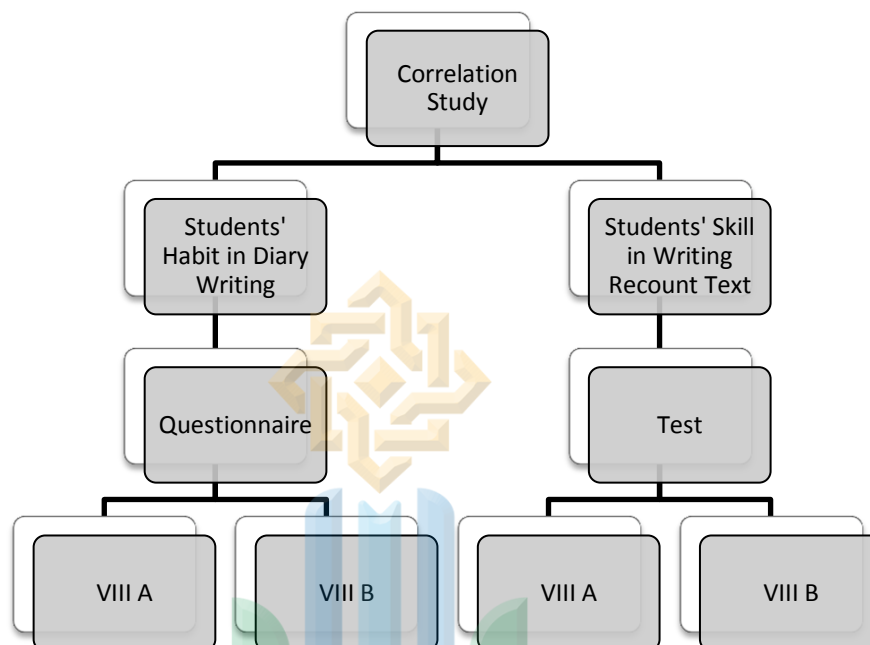 Correlation
Study
Students'
Habit in Diary
Writing
Students' Skill
in Writing
Recount Text
Questionnaire
Test
VIII A
VIII B
VIII A
VIII B